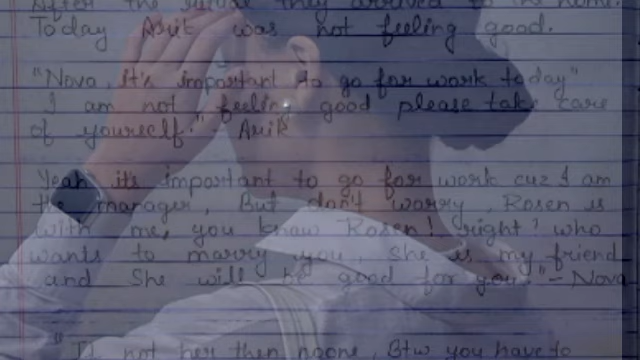 After the they arrived to the home.
Today Arik was not feeling good.
"Nova, it's important to go for work today"
I am not feeling good please take care
of yourself." - Arik
Yeah its important to go for work cuz I am
the manager, But don't worry, Rosen is
with me, you knaw Rosen! right? who
wants to marry you, She is my friend
and She will be good for you." - Nova
"If not her then noone, Btw you have to